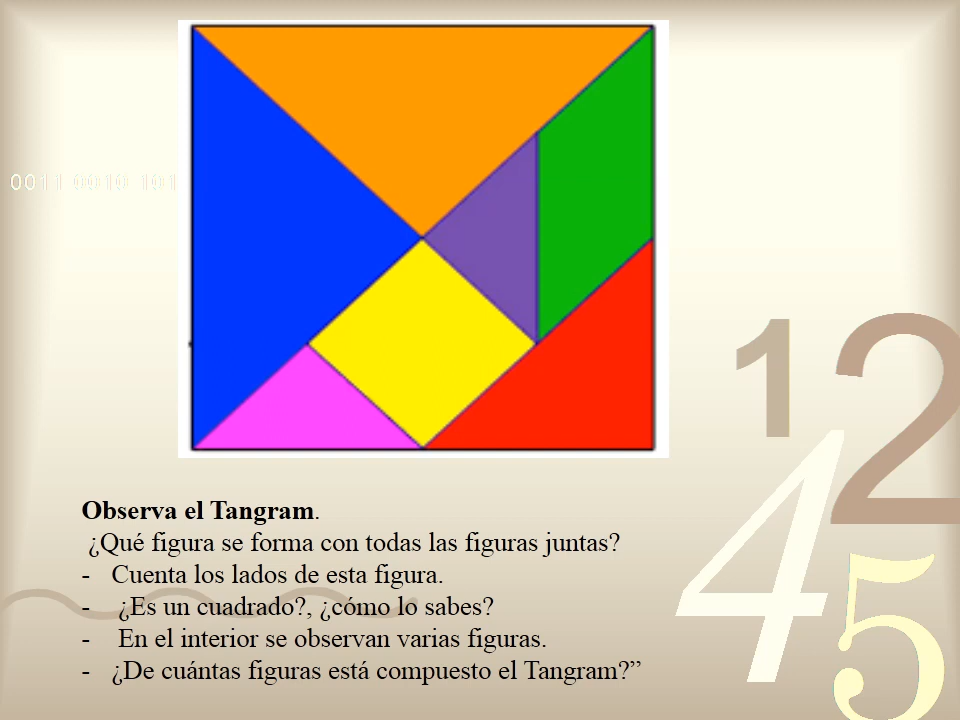 0011 0010 101
Observa el Tangram.
¿Qué figura se forma con todas las figuras juntas?
- Cuenta los lados de esta figura.
- ¿Es un cuadrado?, ¿cómo lo sabes?
- En el interior se observan varias figuras.
- ¿De cuántas figuras está compuesto el Tangram?”
1
2
4
5